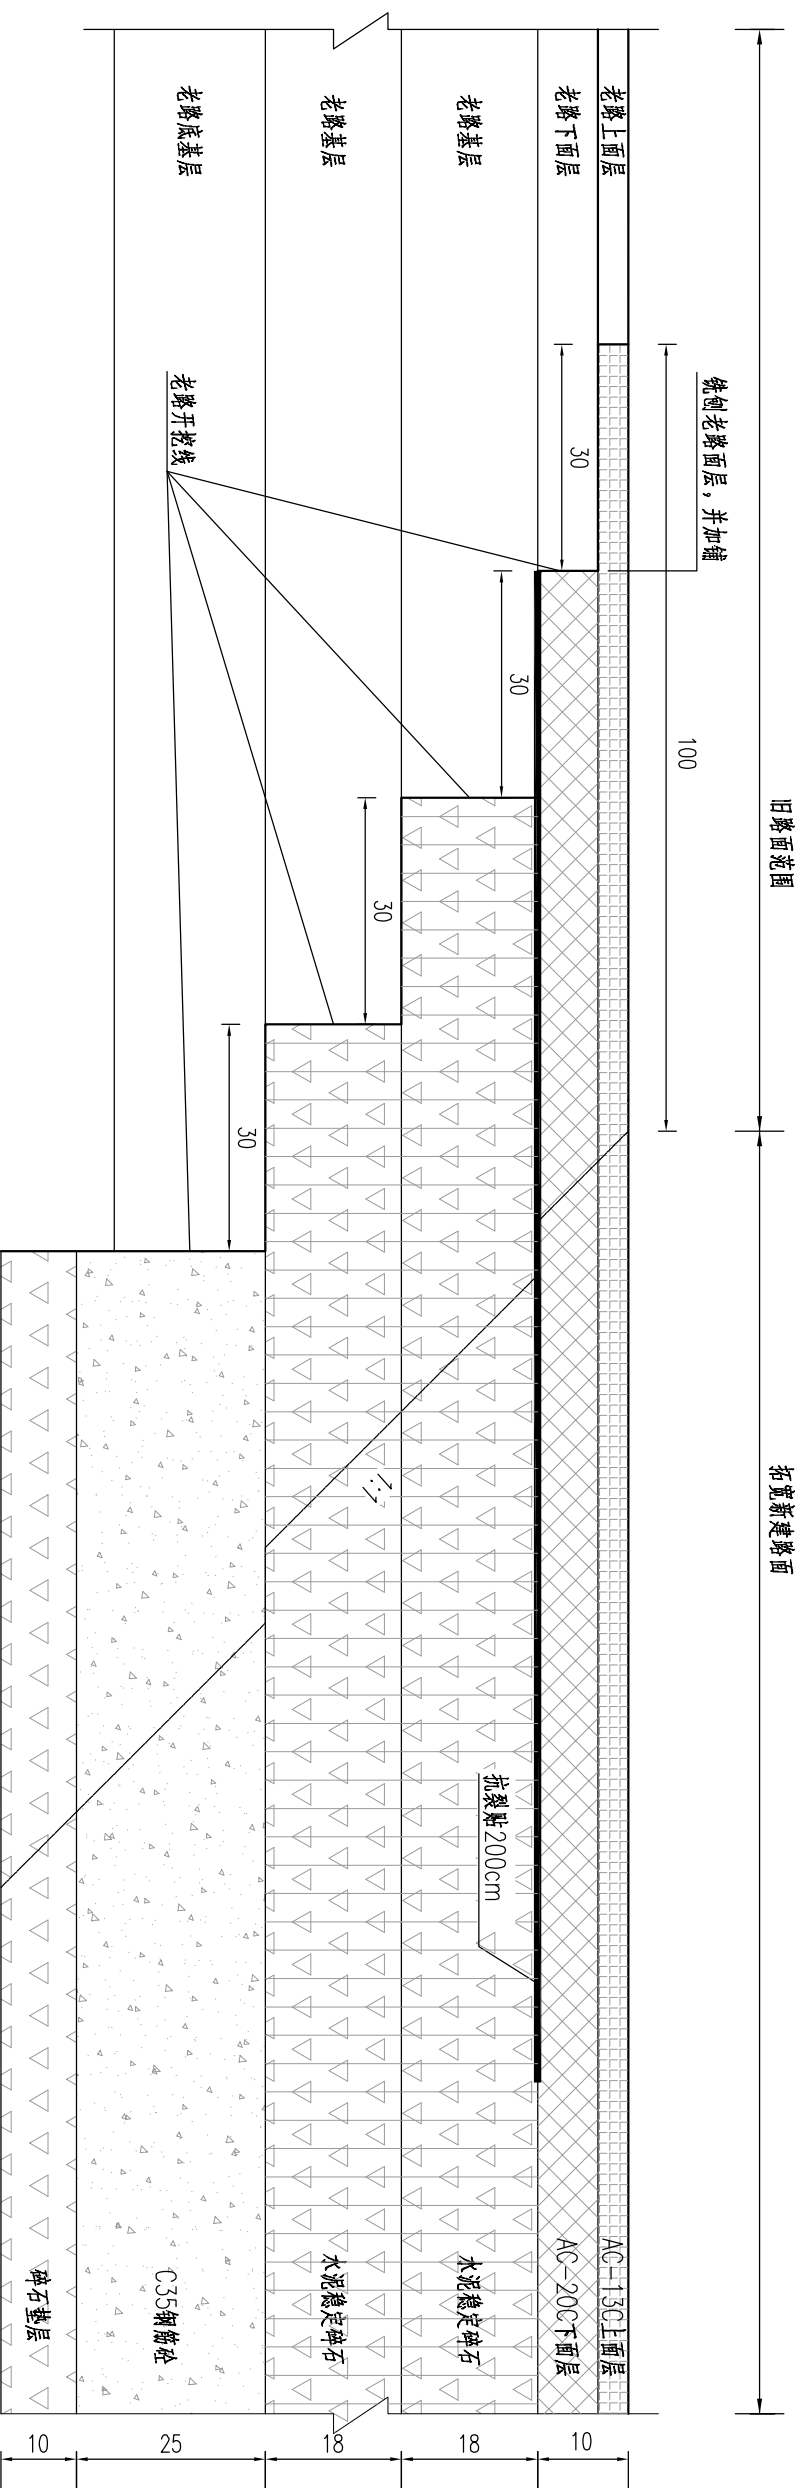 旧路面范围
拓宽新建路面
100
铣刨老路面层，并加铺
30
老路上面层
老路下面层
老路基层
老路基层
老路底基层
30
30
30
老路开挖线
1:1
抗裂贴200cm
AC-13C上面层
AC-20C下面层
水泥稳定碎石
水泥稳定碎石
C35钢筋砼
碎石垫层
10
18
18
25
10